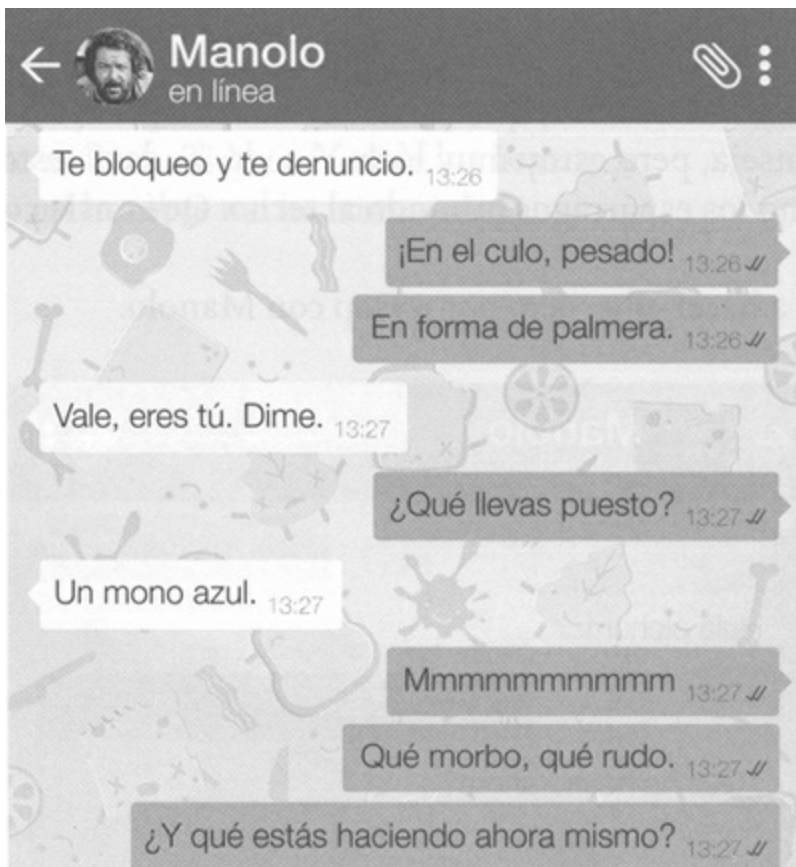 Manolo
en línea
Te bloqueo y te denuncio. 13:26
¡En el culo, pesado! 13:26
En forma de palmera. 13:26
Vale, eres tú. Dime. 13:27
¿Qué llevas puesto? 13:27
Un mono azul. 13:27
Mmmmmmmmmmm 13:27
Qué morbo, qué rudo. 13:27
¿Y qué estás haciendo ahora mismo? 13:27